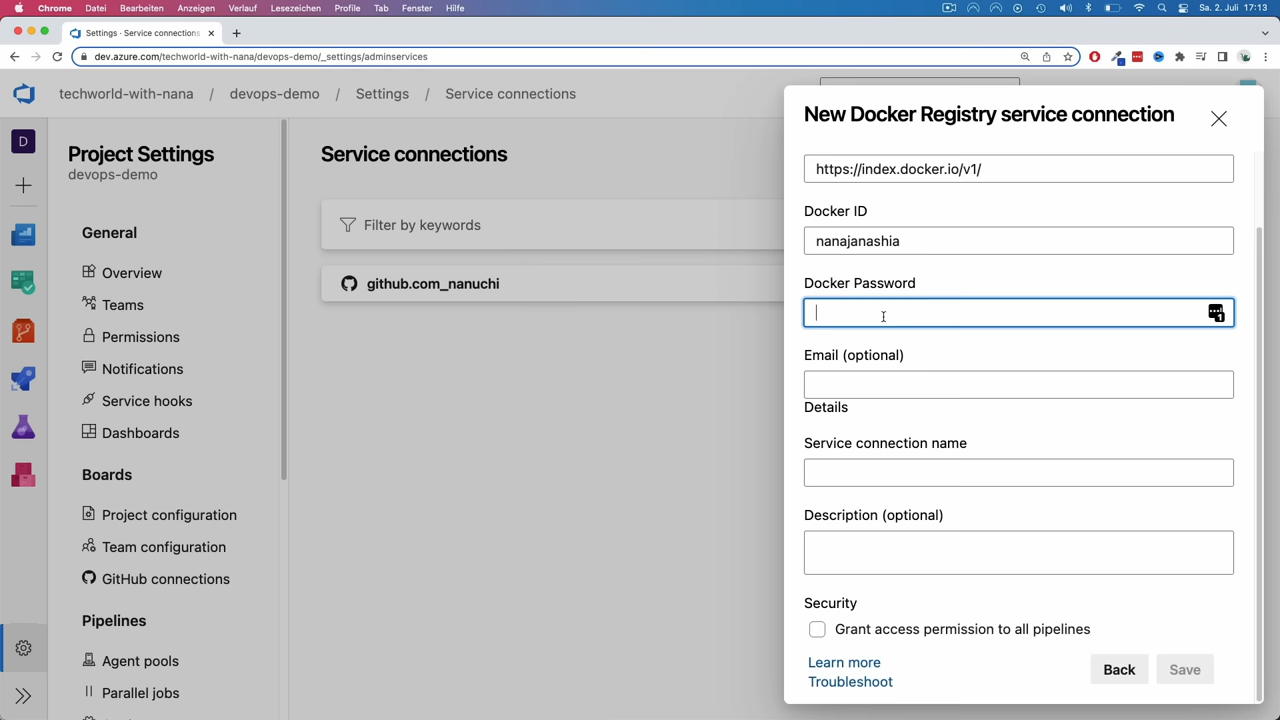 Chrome Datei Bearbeiten Anzeigen Verlauf Lesezeichen Profile Tab Fenster Hilfe Sa. 2. Juli 17:13
Settings · Service connections
dev.azure.com/techworld-with-nana/devops-demo/_settings/adminservices
techworld-with-nana / devops-demo / Settings / Service connections
D
Project Settings
devops-demo
General
Overview
Teams
Permissions
Notifications
Service hooks
Dashboards
Boards
Project configuration
Team configuration
GitHub connections
Pipelines
Agent pools
Parallel jobs
Service connections
Filter by keywords
github.com_nanuchi
New Docker Registry service connection
https://index.docker.io/v1/
Docker ID
nanajanashia
Docker Password
1
Email (optional)
Details
Service connection name
Description (optional)
Security
Grant access permission to all pipelines
Learn more
Troubleshoot
Back
Save